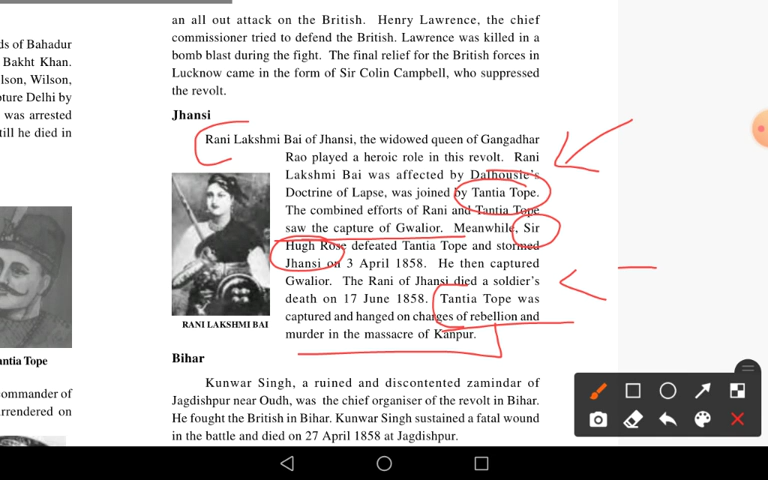 ds of Bahadur
Bakht Khan.
lson, Wilson,
pture Delhi by
was arrested
till he died in
antia Tope
commander of
rrendered on
an all out attack on the British. Henry Lawrence, the chief
commissioner tried to defend the British. Lawrence was killed in a
bomb blast during the fight. The final relief for the British forces in
Lucknow came in the form of Sir Colin Campbell, who suppressed
the revolt.
Jhansi
Rani Lakshmi Bai of Jhansi, the widowed queen of Gangadhar
Rao played a heroic role in this revolt. Rani
Lakshmi Bai was affected by Dalhousie's
Doctrine of Lapse, was joined by Tantia Tope.
The combined efforts of Rani and Tantia Tope
saw the capture of Gwalior. Meanwhile, Sir
Hugh Rose defeated Tantia Tope and stormed
Jhansi on 3 April 1858. He then captured
Gwalior. The Rani of Jhansi died a soldier's
death on 17 June 1858. Tantia Tope was
captured and hanged on charges of rebellion and
murder in the massacre of Kanpur.
RANI LAKSHMI BAI
Bihar
Kunwar Singh, a ruined and discontented zamindar of
Jagdishpur near Oudh, was the chief organiser of the revolt in Bihar.
He fought the British in Bihar. Kunwar Singh sustained a fatal wound
in the battle and died on 27 April 1858 at Jagdishpur.